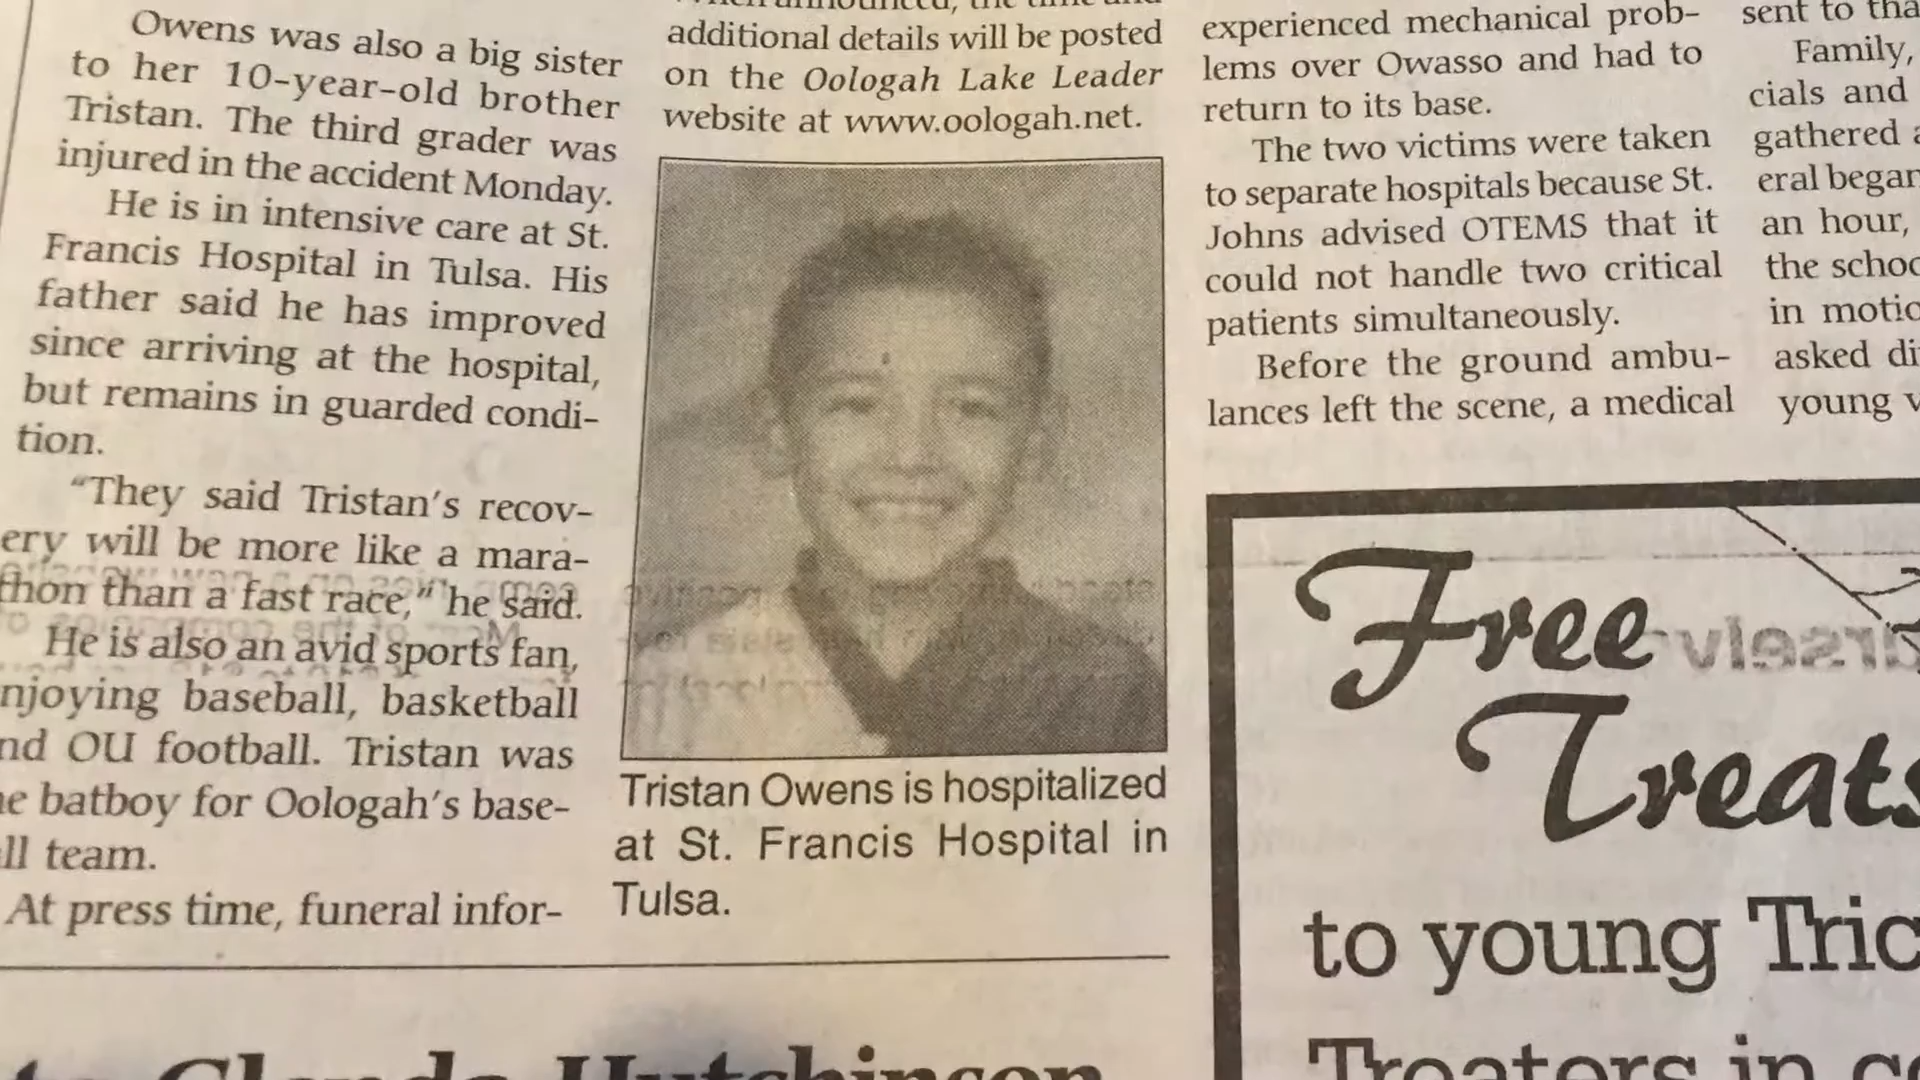 Owens was also a big sister
to her 10-year-old brother
Tristan. The third grader was
injured in the accident Monday.
He is in intensive care at St.
Francis Hospital in Tulsa. His
father said he has improved
since arriving at the hospital,
but remains in guarded condi-
tion.
“They said Tristan’s recov-
ery will be more like a mara-
thon than a fast race,” he said.
He is also an avid sports fan,
njoying baseball, basketball
nd OU football. Tristan was
e batboy for Oologah’s base-
ll team.
At press time, funeral infor-
additional details will be posted
on the Oologah Lake Leader
website at www.oologah.net.
Tristan Owens is hospitalized
at St. Francis Hospital in
Tulsa.
experienced mechanical prob-
lems over Owasso and had to
return to its base.
The two victims were taken
to separate hospitals because St.
Johns advised OTEMS that it
could not handle two critical
patients simultaneously.
Before the ground ambu-
lances left the scene, a medical
sent to tha
Family,
cials and
gathered a
eral began
an hour,
the schoo
in motio
asked di
young v
Free
Treats
to young Tric
Treaters in co
Glenda Hutchinson